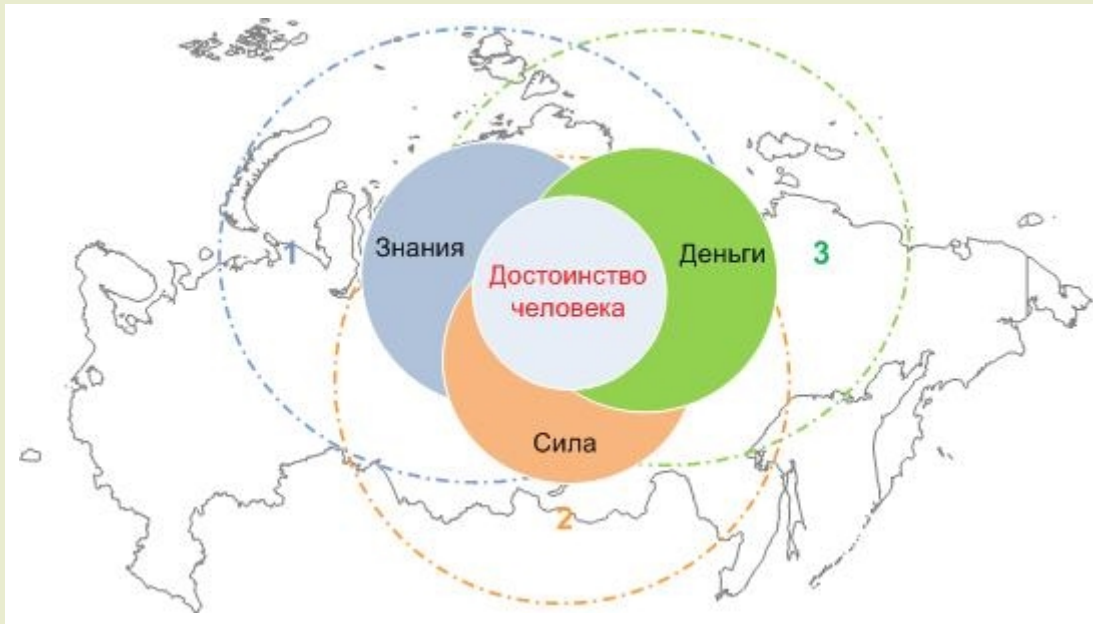 Знания
Деньги
1
3
Достоинство
человека
Сила
2